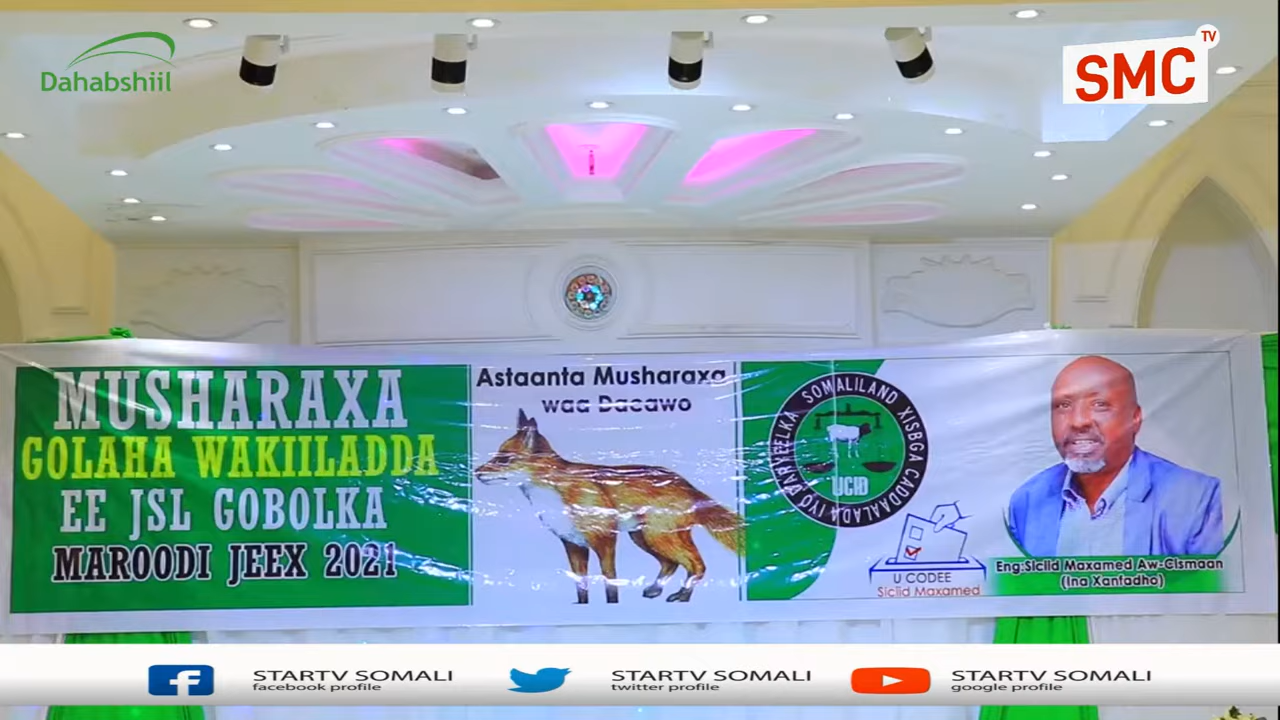 Dahabshiil
SMC
TV
MUSHARAXA
GOLAHA WAKIILADDA
EE JSL GOBOLKA
MAROODI JEEX 2021
Astaanta Musharaxa
waa Dacawo
SOMALILAND XISBGA CADDAALADA IYO DARYEELKA
UCID
U CODEE
Siciid Maxamed
Eng:Siciid Maxamed Aw-Cismaan
(Ina Xantadho)
STARTV SOMALI
facebook profile
STARTV SOMALI
twitter profile
STARTV SOMALI
google profile